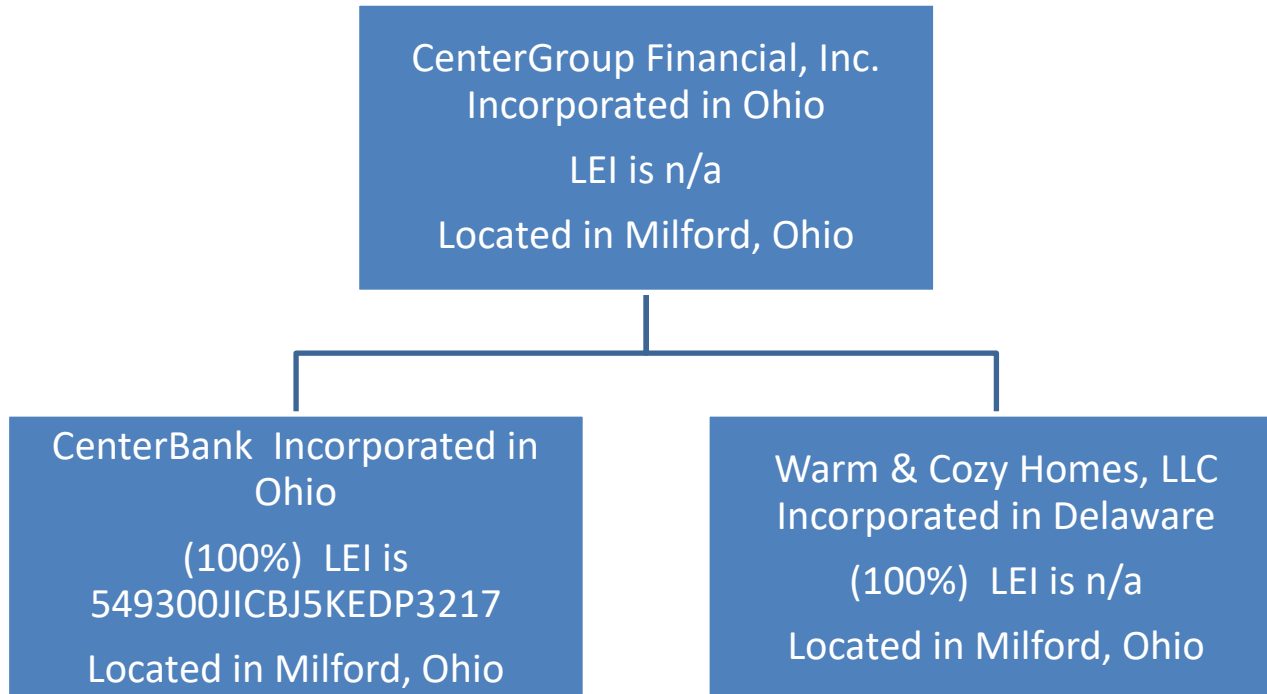 CenterGroup Financial, Inc.
Incorporated in Ohio
LEI is n/a
Located in Milford, Ohio
CenterBank  Incorporated in
Ohio
(100%)  LEI is
549300JICBJ5KEDP3217
Located in Milford, Ohio
Warm & Cozy Homes, LLC
Incorporated in Delaware
(100%)  LEI is n/a
Located in Milford, Ohio